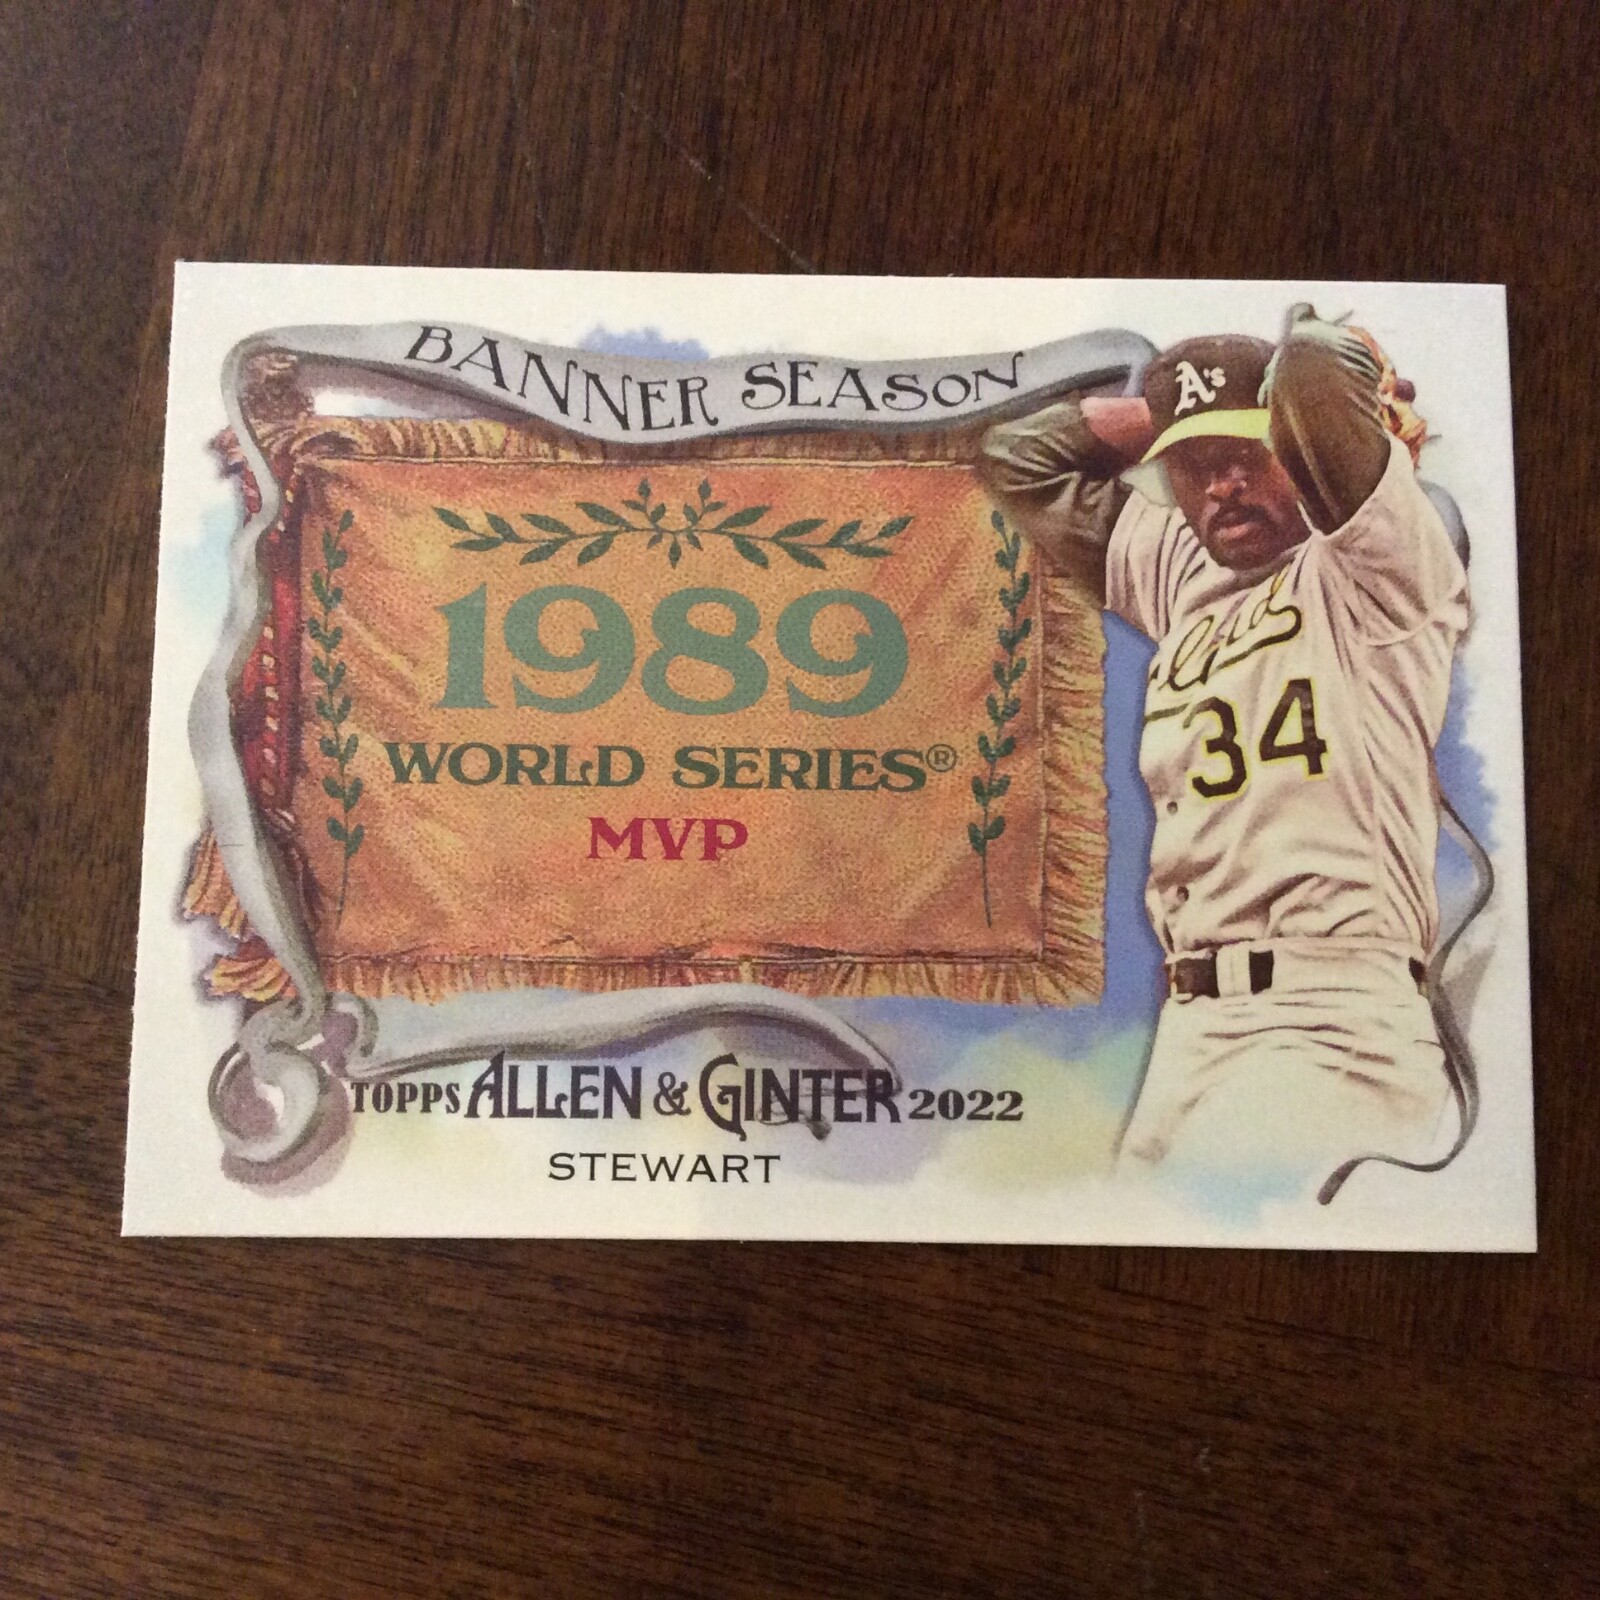 BANNER SEASON
A's
1989
WORLD SERIES®
MVP
34
TOPPS ALLEN & GINTER 2022
STEWART